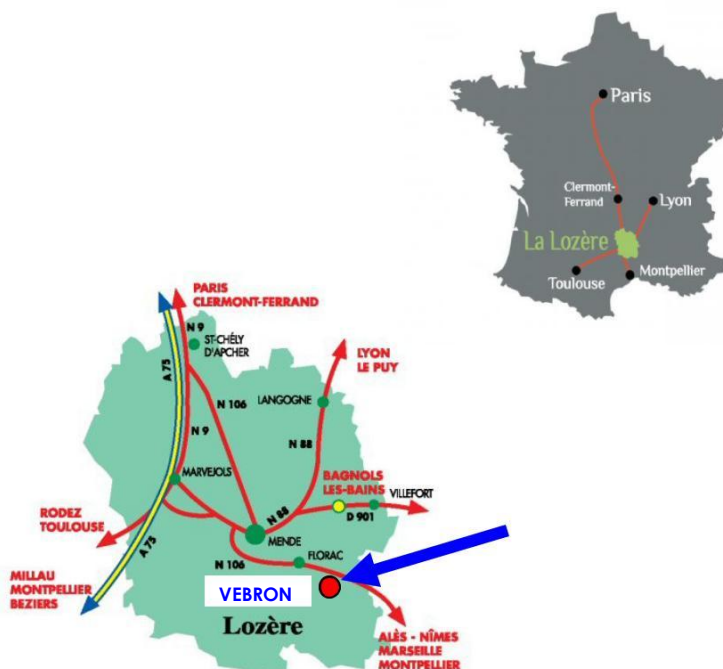 Paris
Clermont-
Ferrand
Lyon
La Lozère
Montpellier
Toulouse
PARIS
CLERMONT-FERRAND
N 9
ST-CHÉLY
D'APCHER
A 75
LYON
LE PUY
N 106
LANGOGNE
N 9
N 88
MARVEJOLS
BAGNOLS
LES-BAINS
VILLEFORT
RODEZ
TOULOUSE
N 88
D 901
A 75
MENDE
N 106
FLORAC
MILLAU
MONTPELLIER
BEZIERS
VEBRON
Lozère
ALÈS - NÎMES
MARSEILLE
MONTPELLIER